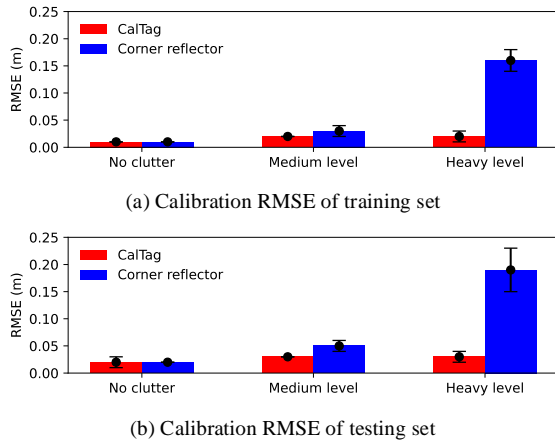 0.25
0.20
0.15
0.10
0.05
0.00
RMSE (m)
CalTag
Corner reflector
No clutter
Medium level
Heavy level
(a) Calibration RMSE of training set
0.25
0.20
0.15
0.10
0.05
0.00
RMSE (m)
CalTag
Corner reflector
No clutter
Medium level
Heavy level
(b) Calibration RMSE of testing set